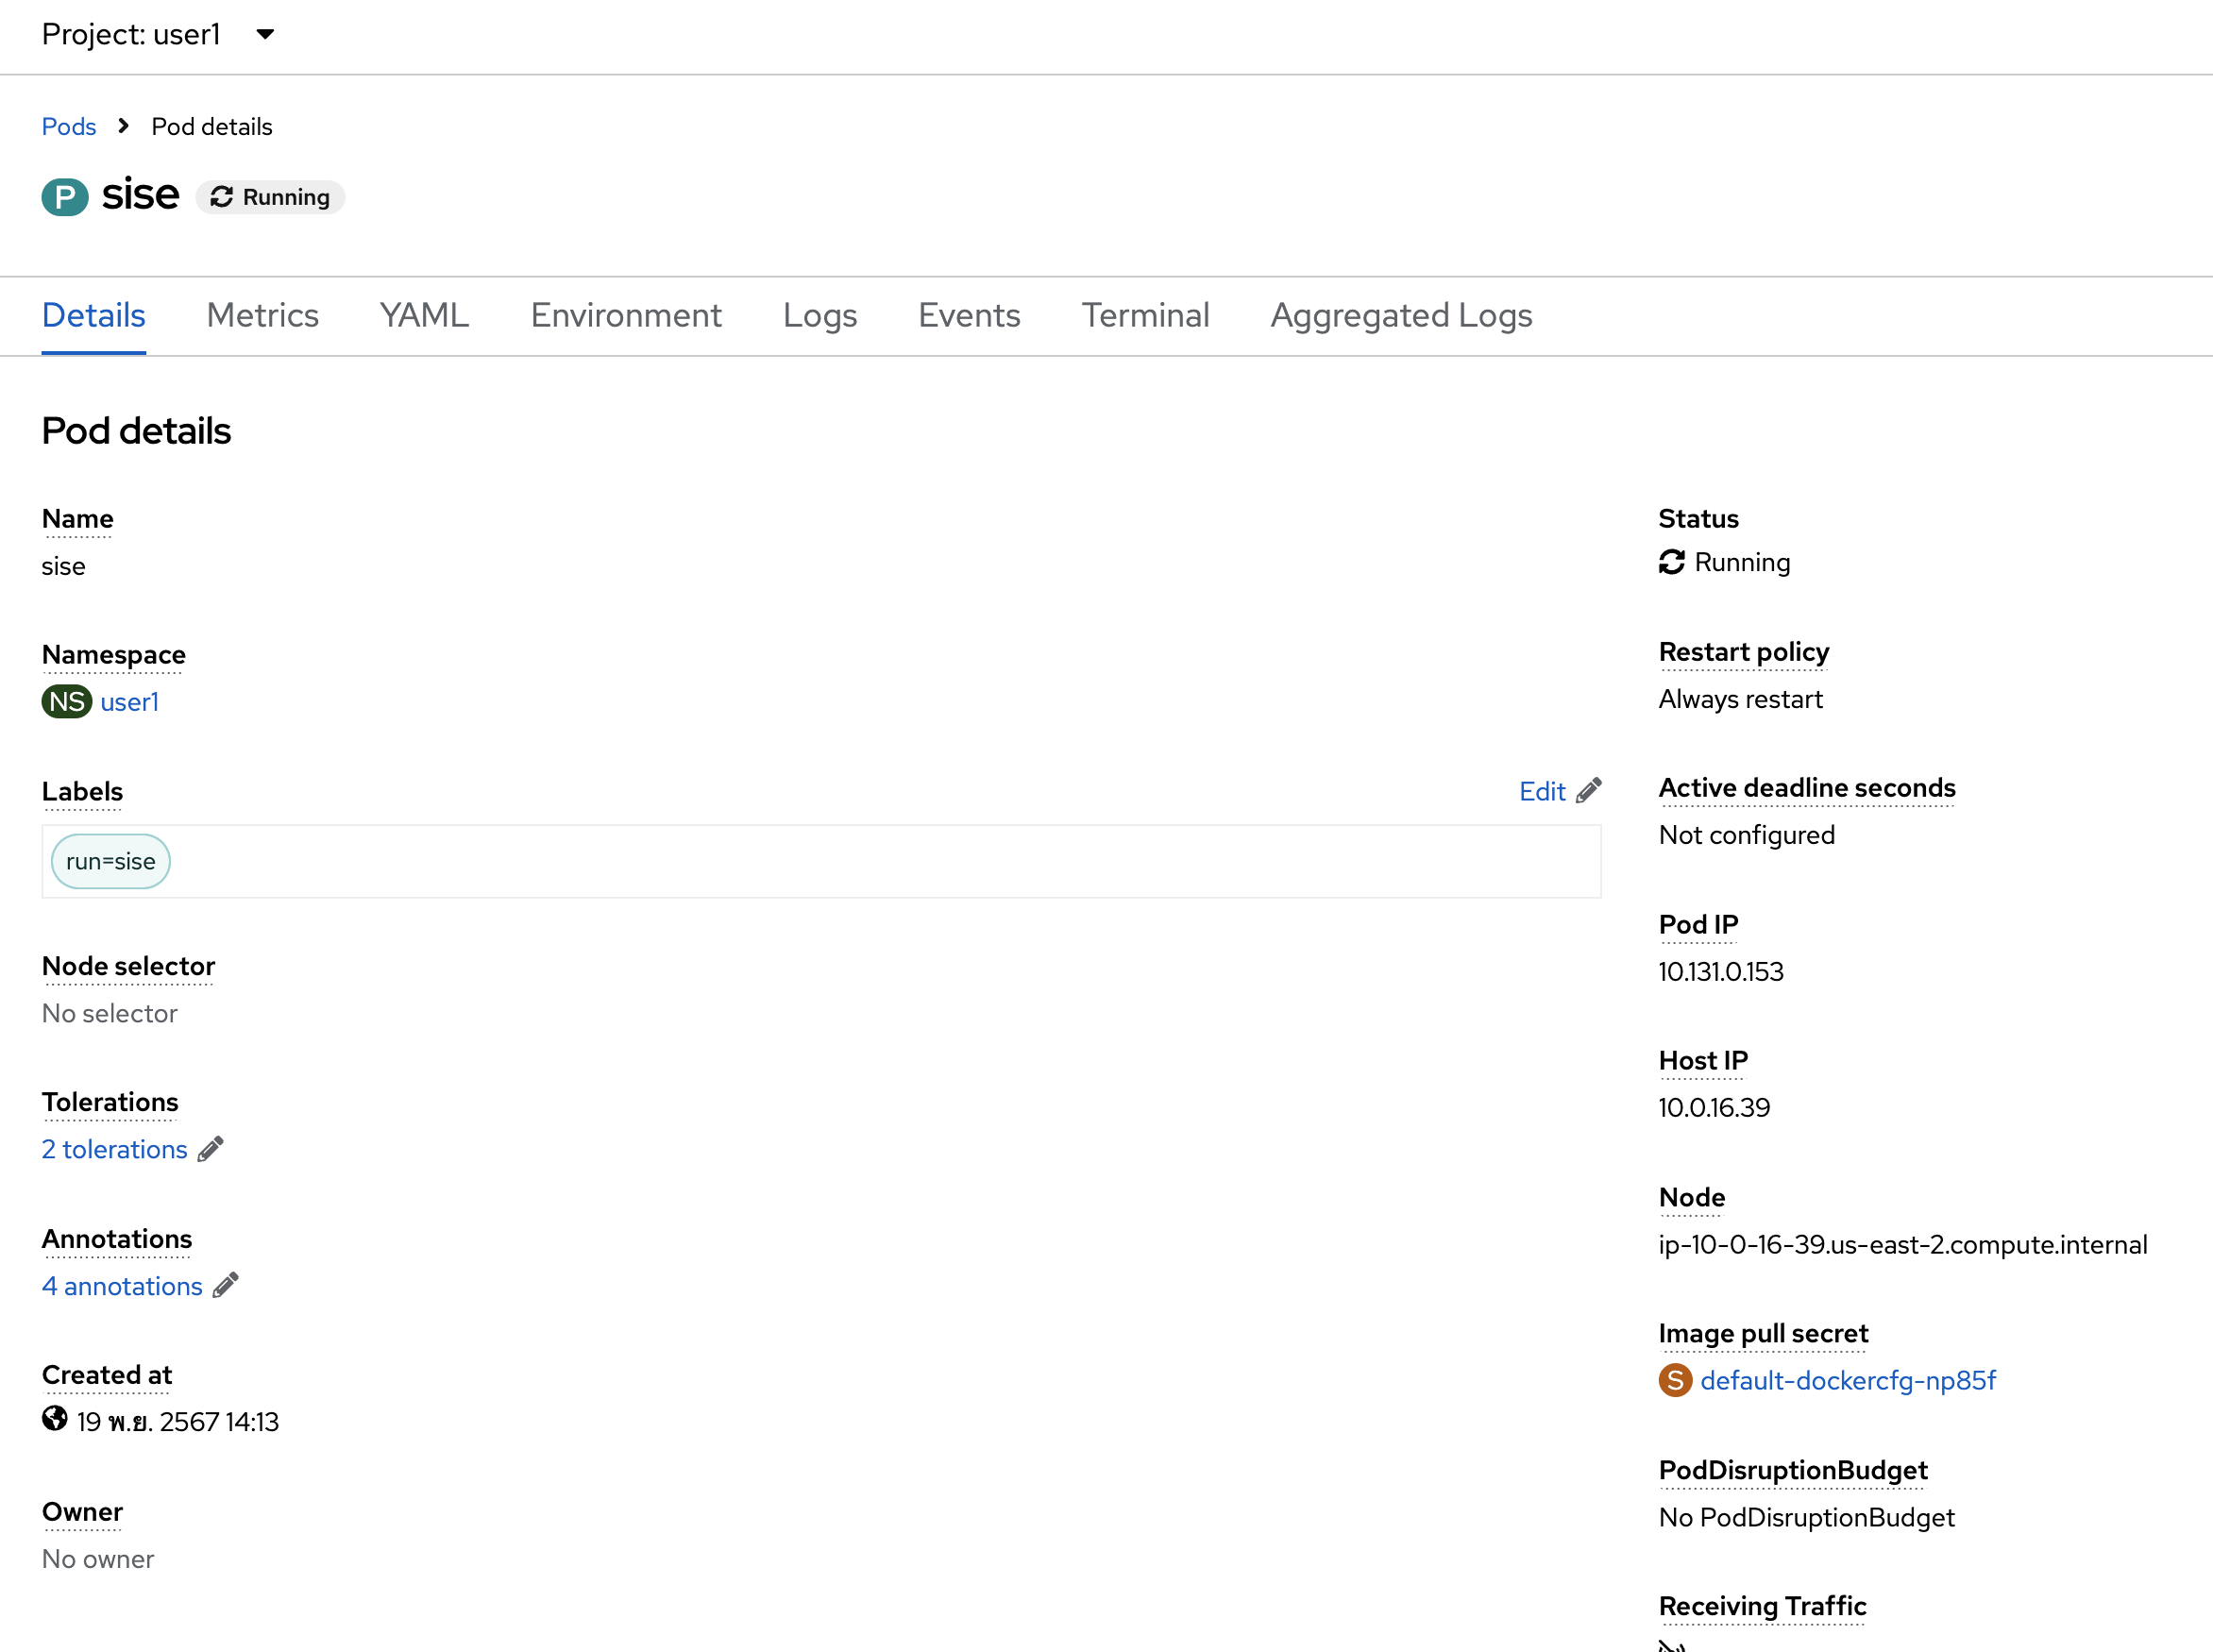 Project: user1
Pods
Pod details
P sise Running
Details Metrics YAML Environment Logs Events Terminal Aggregated Logs
Pod details
Name
sise
Namespace
NS user1
Labels
Edit
run=sise
Node selector
No selector
Tolerations
2 tolerations
Annotations
4 annotations
Created at
19 พ.ย. 2567 14:13
Owner
No owner
Status
Running
Restart policy
Always restart
Active deadline seconds
Not configured
Pod IP
10.131.0.153
Host IP
10.0.16.39
Node
ip-10-0-16-39.us-east-2.compute.internal
Image pull secret
S default-dockercfg-np85f
PodDisruptionBudget
No PodDisruptionBudget
Receiving Traffic